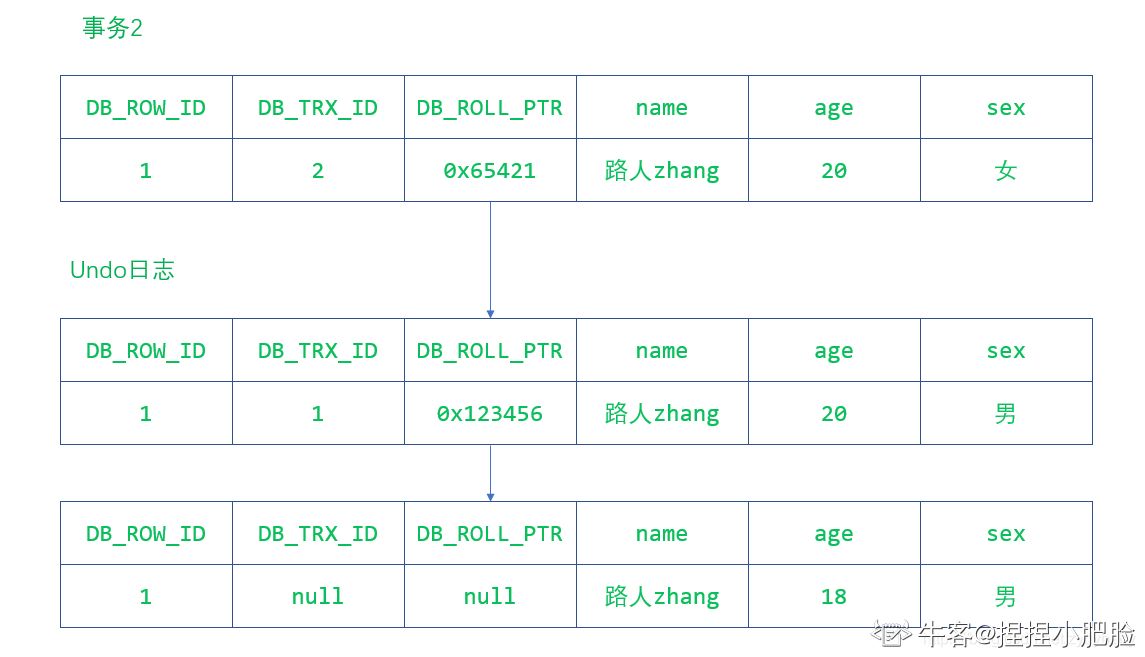 事务2
DB_ROW_ID DB_TRX_ID DB_ROLL_PTR name age sex
1 2 0x65421 路人zhang 20 女
Undo日志
DB_ROW_ID DB_TRX_ID DB_ROLL_PTR name age sex
1 1 0x123456 路人zhang 20 男
DB_ROW_ID DB_TRX_ID DB_ROLL_PTR name age sex
1 null null 路人zhang 18 男
牛客@捏捏小肥脸